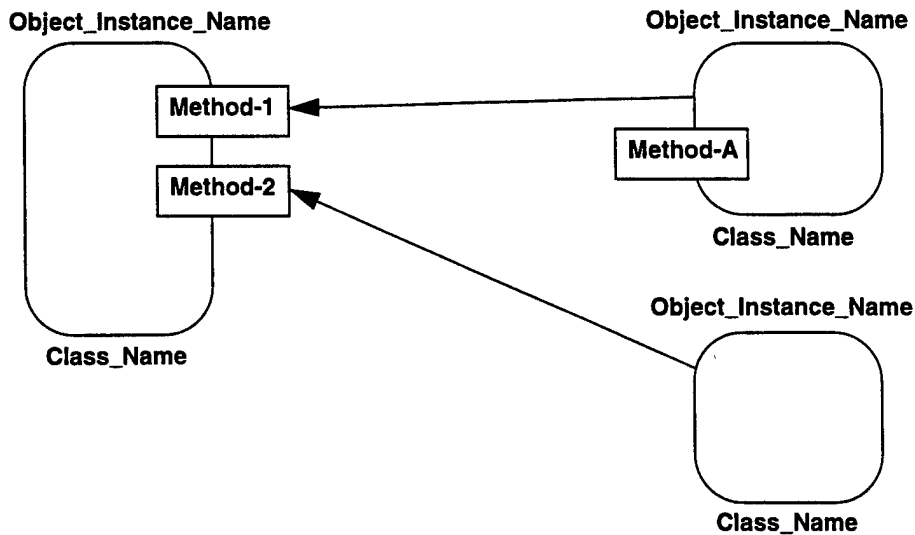 Object_Instance_Name
Object_Instance_Name
Method-1
Method-A
Method-2
Class_Name
Object_Instance_Name
Class_Name
Class_Name